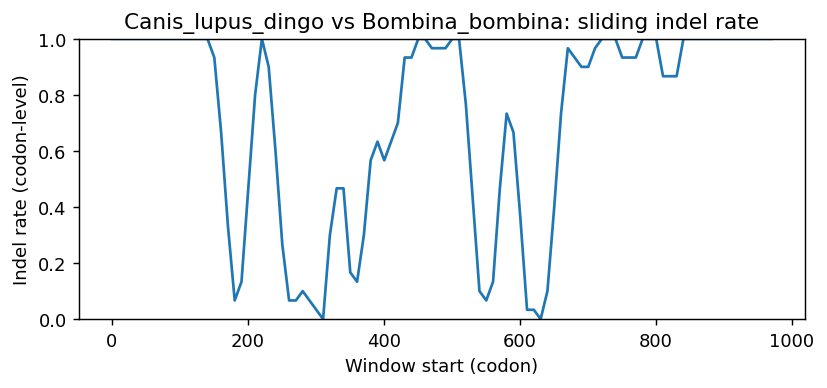 Canis_lupus_dingo vs Bombina_bombina: sliding indel rate
Indel rate (codon-level)
1.0
0.8
0.6
0.4
0.2
0.0
0 200 400 600 800 1000
Window start (codon)